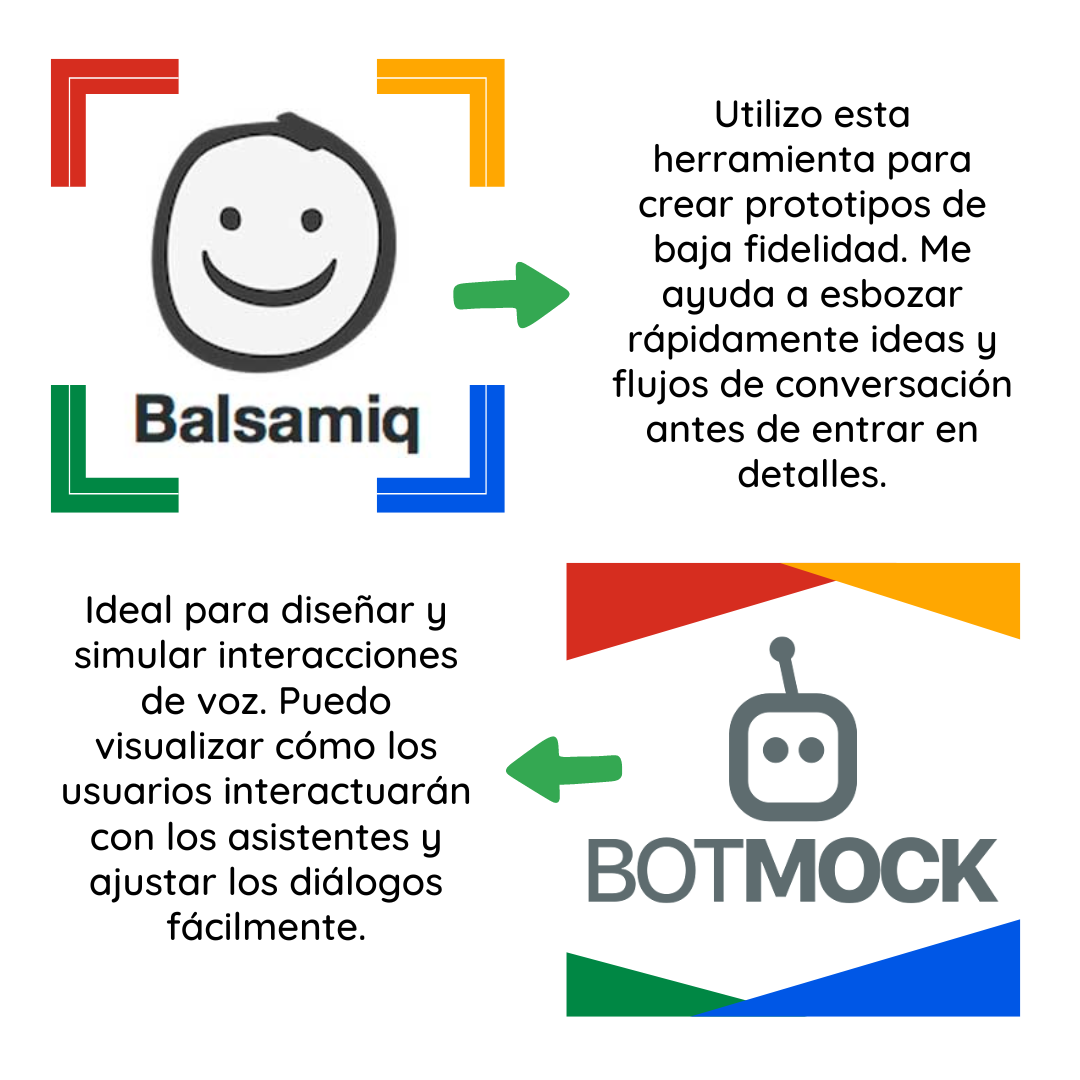 Utilizo esta
herramienta para
crear prototipos de
baja fidelidad. Me
ayuda a esbozar
rápidamente ideas y
flujos de conversación
antes de entrar en
detalles.
Balsamiq
Ideal para diseñar y
simular interacciones
de voz. Puedo
visualizar cómo los
usuarios interactuarán
con los asistentes y
ajustar los diálogos
fácilmente.
BOTMOCK